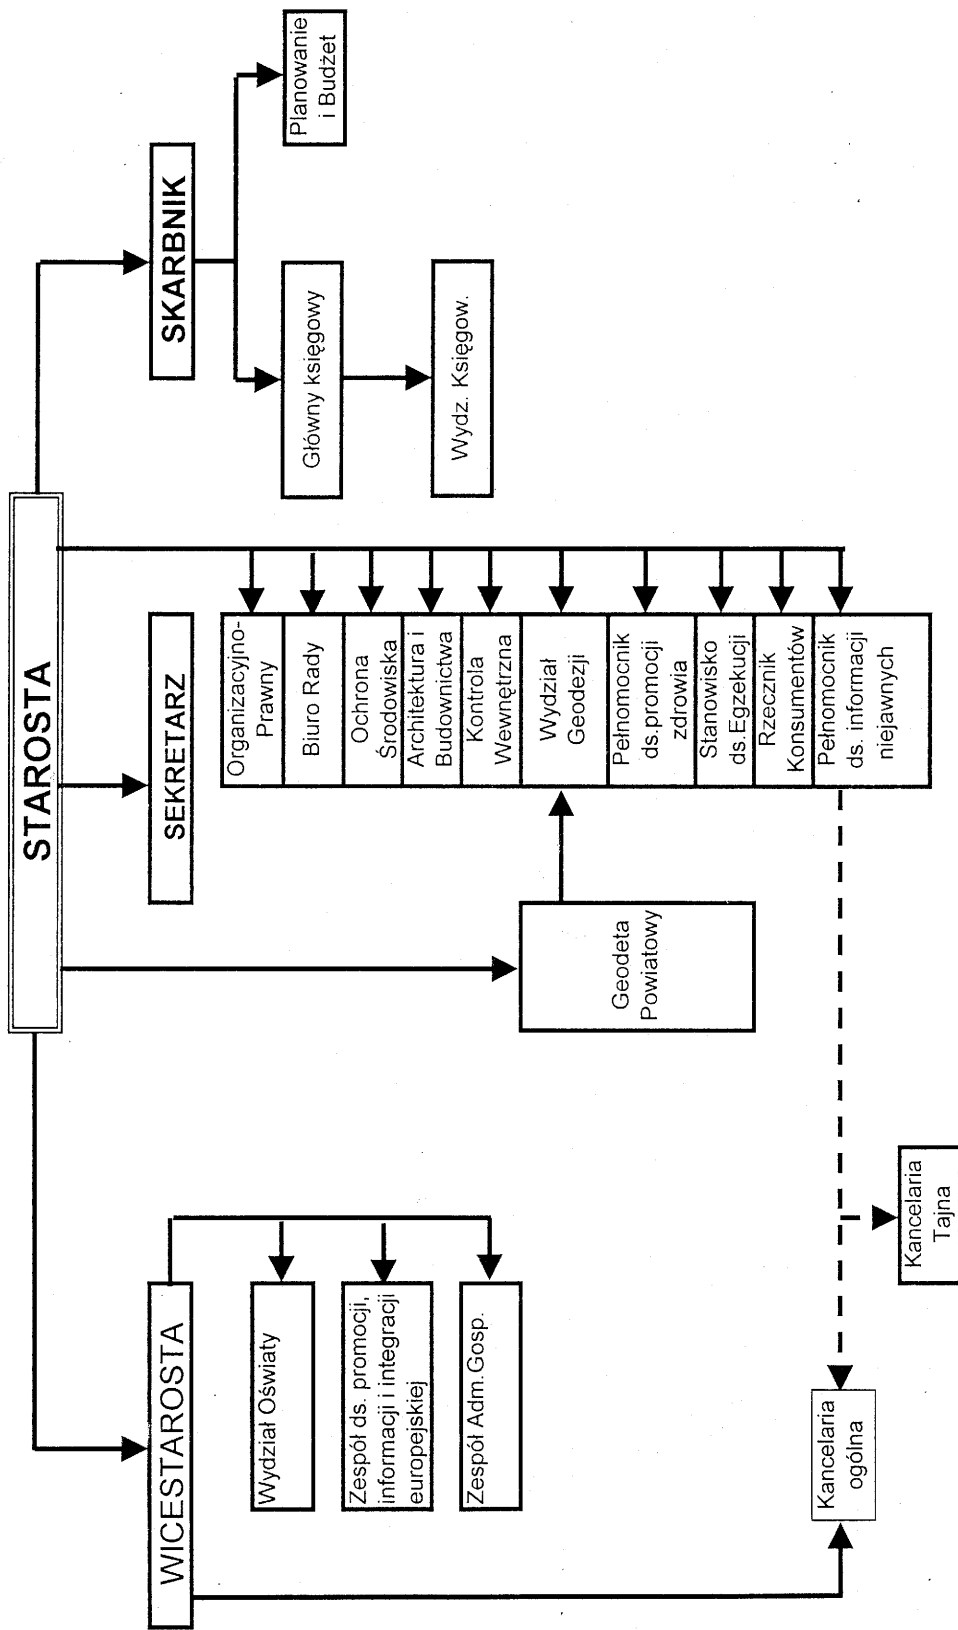 STAROSTA
WICESTAROSTA
SEKRETARZ
SKARBNIK
Wydział Oświaty
Zespół ds. promocji,
informacji i integracji
europejskiej
Zespół Adm.Gosp.
Kancelaria
ogólna
Kancelaria
Tajna
Geodeta
Powiatowy
Organizacyjno-
Prawny
Biuro Rady
Ochrona
Środowiska
Architektura i
Budownictwa
Kontrola
Wewnętrzna
Wydział
Geodezji
Pełnomocnik
ds.promocji
zdrowia
Stanowisko
ds.Egzekucji
Rzecznik
Konsumentów
Pełnomocnik
ds. informacji
niejawnych
Główny księgowy
Wydz. Księgow.
Planowanie
i Budżet